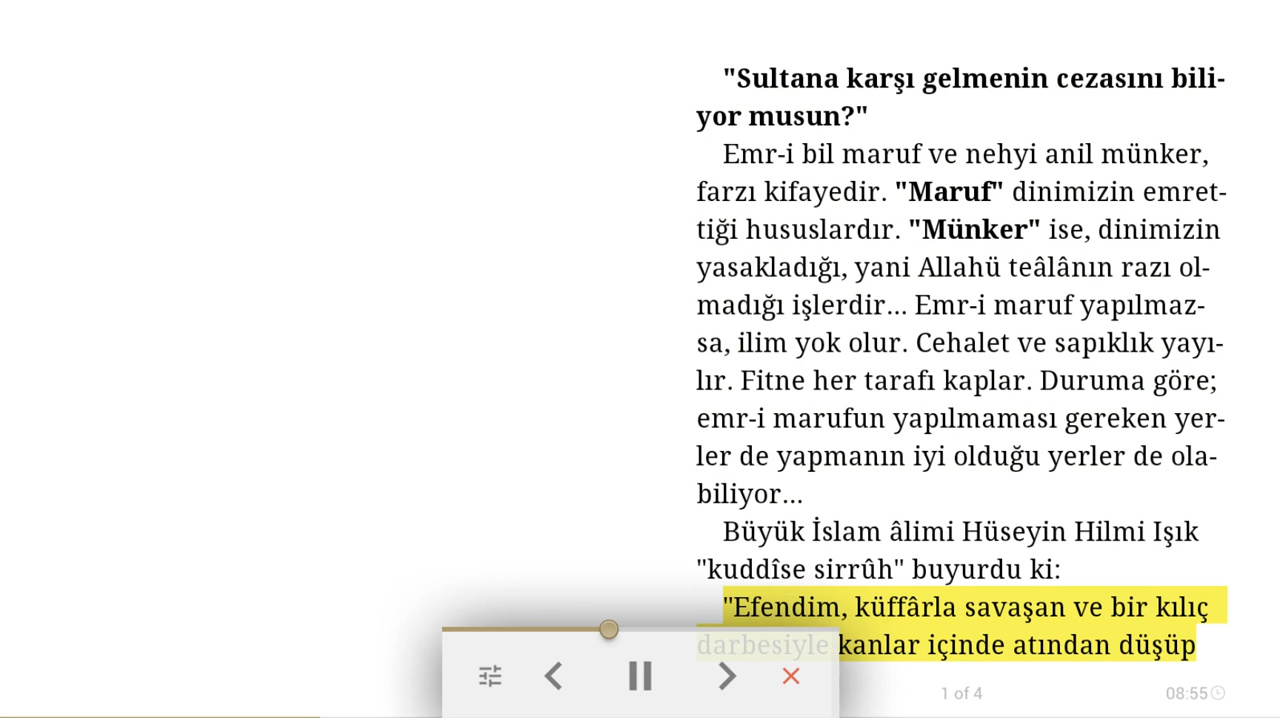 "Sultana karşı gelmenin cezasını bili-
yor musun?"
Emr-i bil maruf ve nehyi anil münker,
farzı kifayedir. "Maruf" dinimizin emret-
tiği hususlardır. "Münker" ise, dinimizin
yasakladığı, yani Allahü teâlânın razı ol-
madığı işlerdir... Emr-i maruf yapılmaz-
sa, ilim yok olur. Cehalet ve sapıklık yayı-
lır. Fitne her tarafı kaplar. Duruma göre;
emr-i marufun yapılmaması gereken yer-
ler de yapmanın iyi olduğu yerler de ola-
biliyor...
Büyük İslam âlimi Hüseyin Hilmi Işık
"kuddîse sirrûh" buyurdu ki:
"Efendim, küffârla savaşan ve bir kılıç
darbesiyle kanlar içinde atından düşüp
1 of 4
08:55